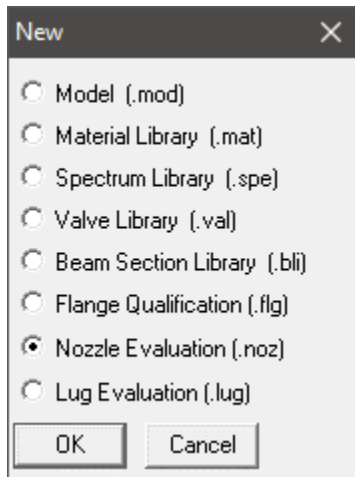 New
Model (.mod)
Material Library (.mat)
Spectrum Library (.spe)
Valve Library (.val)
Beam Section Library (.bli)
Flange Qualification (.flg)
Nozzle Evaluation (.noz)
Lug Evaluation (.lug)
OK Cancel